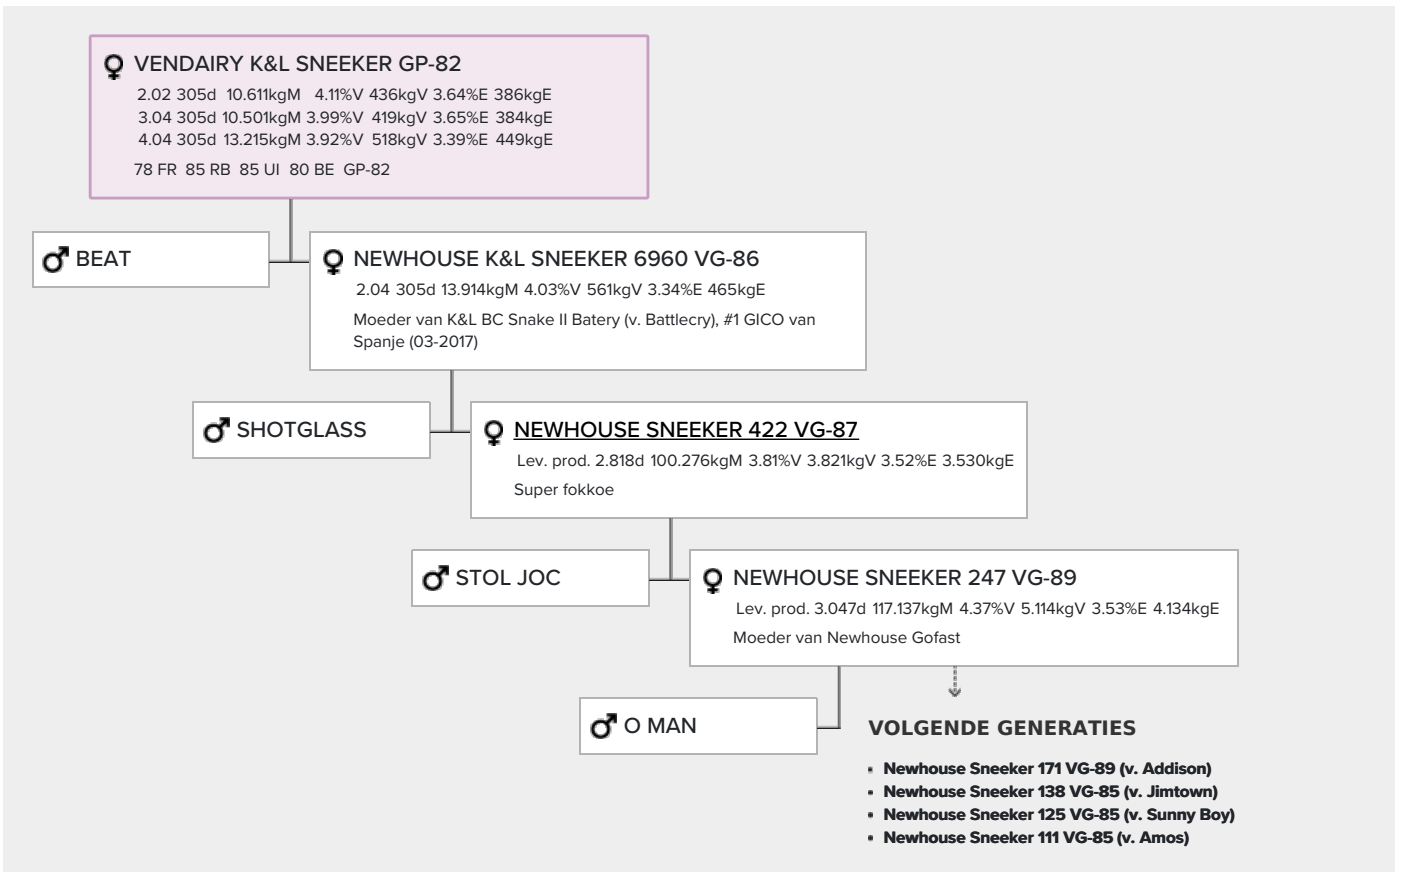 VENDAIRY K&L SNEEKER GP-82
2.02 305d 10.611kgM 4.11%V 436kgV 3.64%E 386kgE
3.04 305d 10.501kgM 3.99%V 419kgV 3.65%E 384kgE
4.04 305d 13.215kgM 3.92%V 518kgV 3.39%E 449kgE
78 FR 85 RB 85 UI 80 BE GP-82
BEAT
NEWHOUSE K&L SNEEKER 6960 VG-86
2.04 305d 13.914kgM 4.03%V 561kgV 3.34%E 465kgE
Moeder van K&L BC Snake II Batery (v. Battlecry), #1 GICO van
Spanje (03-2017)
SHOTGLASS
NEWHOUSE SNEEKER 422 VG-87
Lev. prod. 2.818d 100.276kgM 3.81%V 3.821kgV 3.52%E 3.530kgE
Super fokkoe
STOL JOC
NEWHOUSE SNEEKER 247 VG-89
Lev. prod. 3.047d 117.137kgM 4.37%V 5.114kgV 3.53%E 4.134kgE
Moeder van Newhouse Gofast
O MAN
VOLGENDE GENERATIES
• Newhouse Sneeker 171 VG-89 (v. Addison)
• Newhouse Sneeker 138 VG-85 (v. Jimtown)
• Newhouse Sneeker 125 VG-85 (v. Sunny Boy)
• Newhouse Sneeker 111 VG-85 (v. Amos)